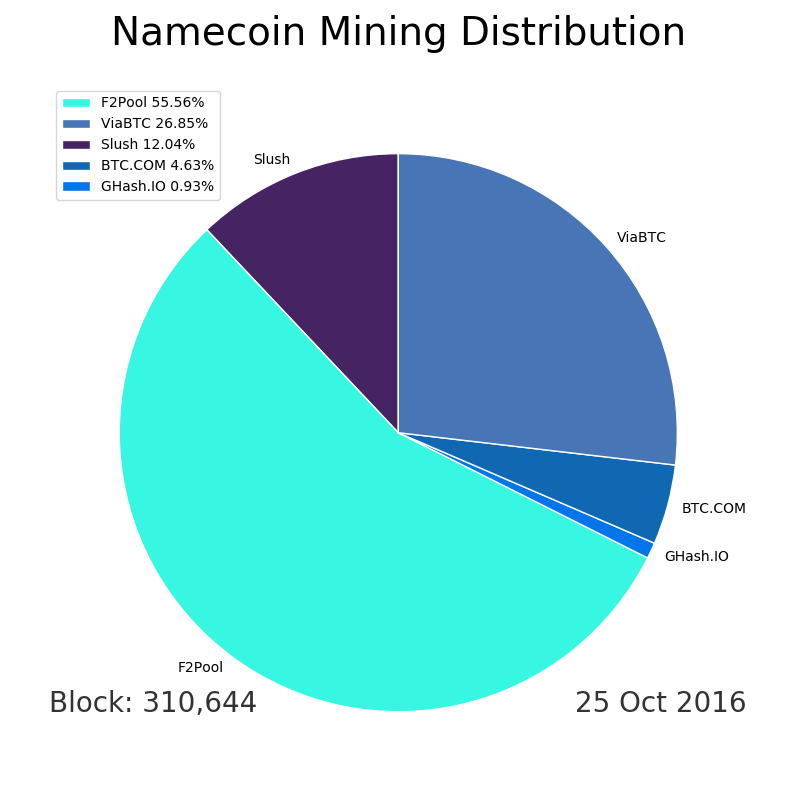 Namecoin Mining Distribution
F2Pool 55.56%
ViaBTC 26.85%
Slush 12.04%
BTC.COM 4.63%
GHash.IO 0.93%
Slush
ViaBTC
BTC.COM
GHash.IO
F2Pool
Block: 310,644
25 Oct 2016